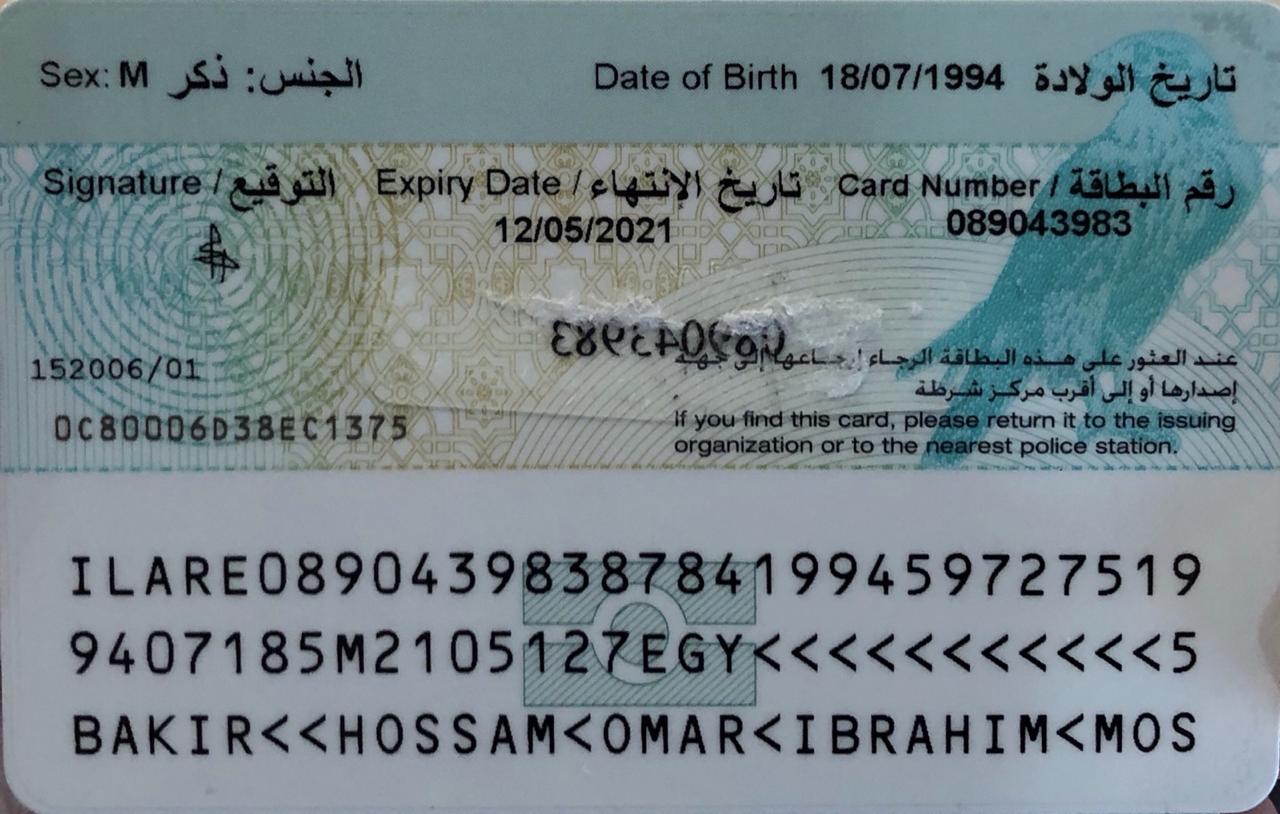 Sex: M الجنس: ذكر
Date of Birth 18/07/1994 تاريخ الولادة
Signature / التوقيع
Expiry Date / تاريخ الإنتهاء
12/05/2021
Card Number / رقم البطاقة
089043983
عند العثور على هذه البطاقة الرجاء إرجاعها إلى جهة
إصدارها أو إلى أقرب مركز شرطة
152006/01
If you find this card, please return it to the issuing
0C80006D38EC1375
organization or to the nearest police station.
ILARE0890439838784199459727519
9407185M2105127EGY<<<<<<<<<<<5
BAKIR<<HOSSAM<OMAR<IBRAHIM<MOS